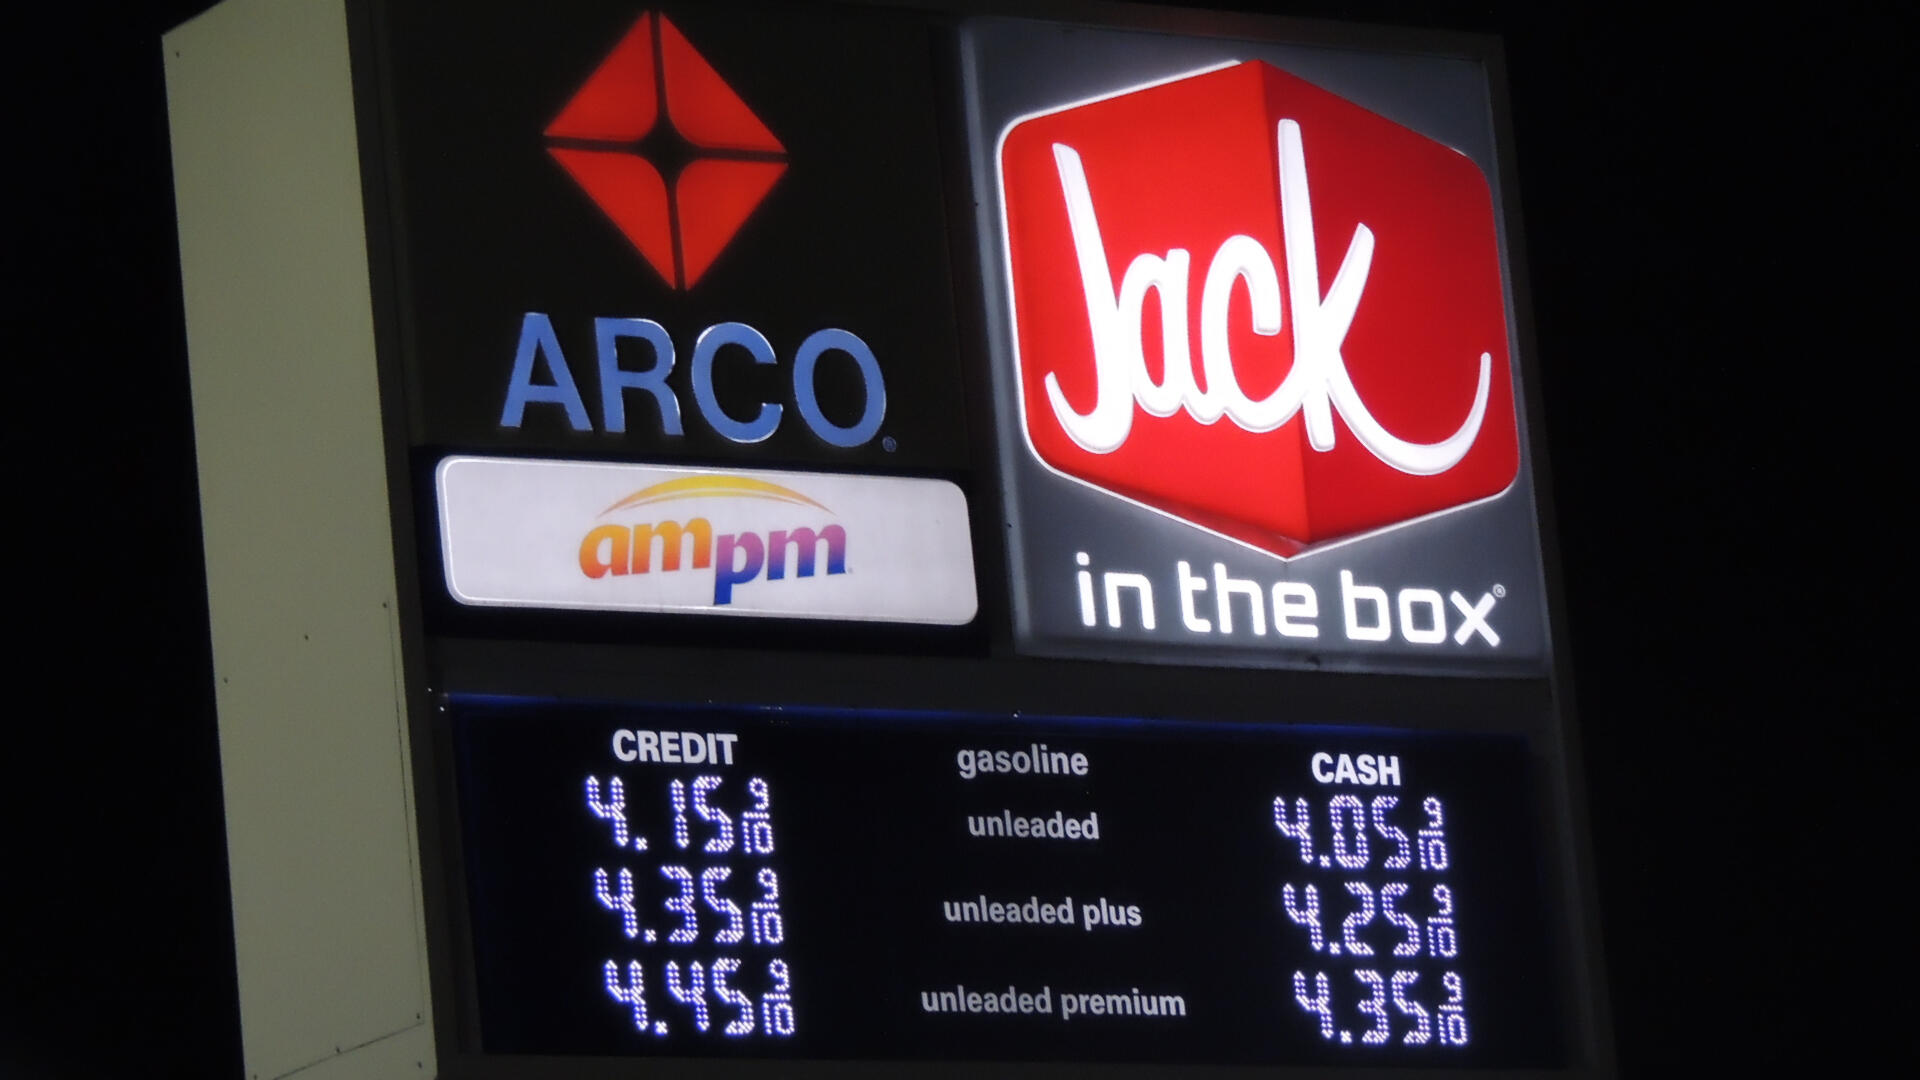 ARCO®
ampm
Jack
in the box®
CREDIT gasoline CASH
4.15 9/10 unleaded 4.05 9/10
4.35 9/10 unleaded plus 4.25 9/10
4.45 9/10 unleaded premium 4.35 9/10